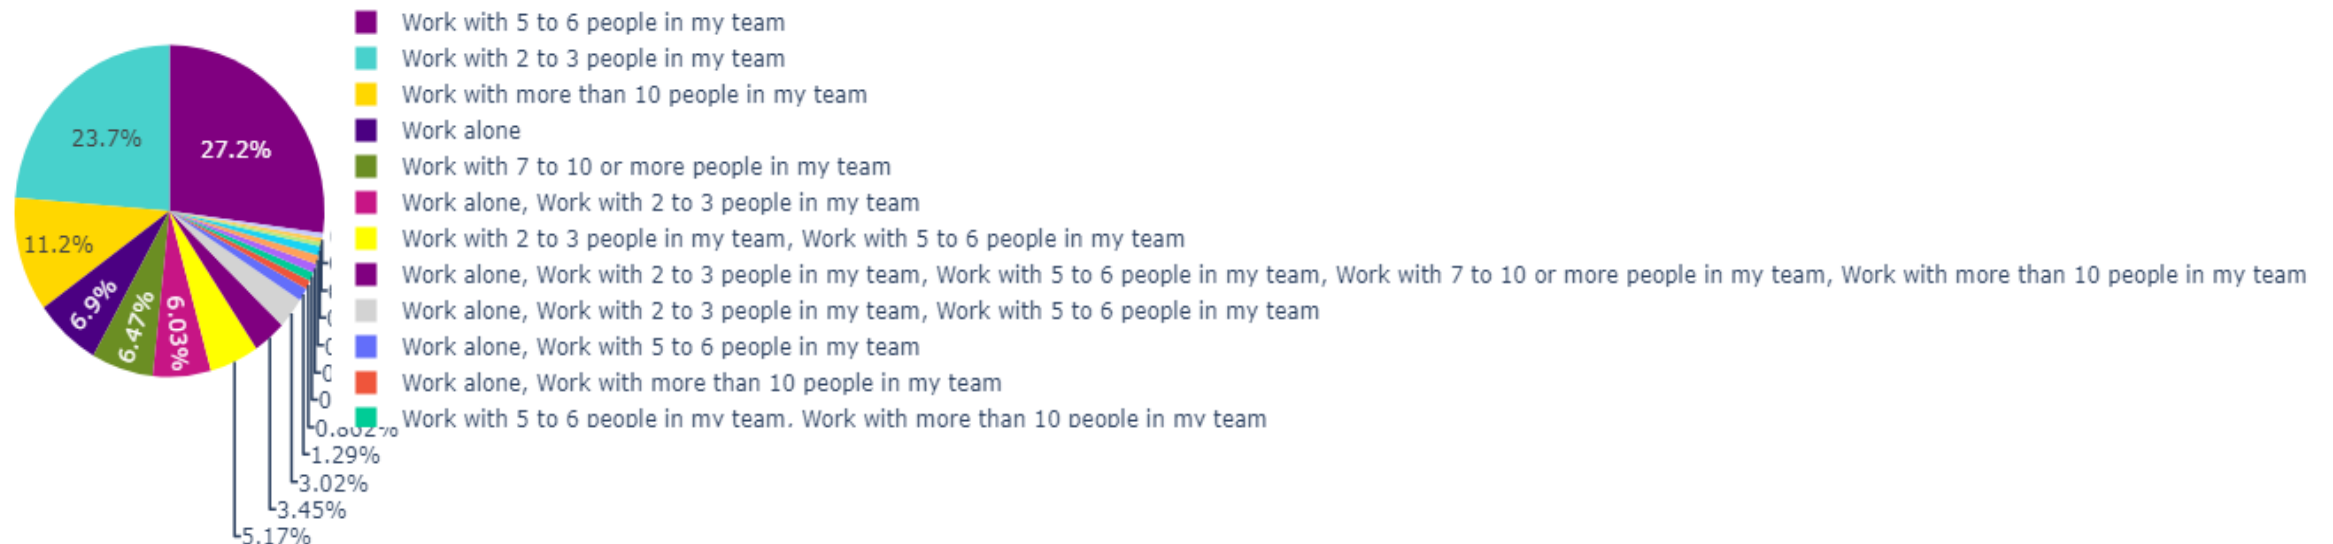 Work with 5 to 6 people in my team
Work with 2 to 3 people in my team
Work with more than 10 people in my team
Work alone
Work with 7 to 10 or more people in my team
Work alone, Work with 2 to 3 people in my team
Work with 2 to 3 people in my team, Work with 5 to 6 people in my team
Work alone, Work with 2 to 3 people in my team, Work with 5 to 6 people in my team, Work with 7 to 10 or more people in my team, Work with more than 10 people in my team
Work alone, Work with 2 to 3 people in my team, Work with 5 to 6 people in my team
Work alone, Work with 5 to 6 people in my team
Work alone, Work with more than 10 people in my team
Work with 5 to 6 people in my team, Work with more than 10 people in my team
23.7%
27.2%
11.2%
6.9%
6.47%
6.03%
0
0
0.862%
1.29%
3.02%
3.45%
5.17%